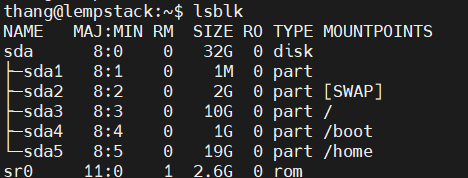 thang@lempstack:~$ lsblk
NAME   MAJ:MIN RM  SIZE RO TYPE MOUNTPOINTS
sda      8:0    0   32G  0 disk
├─sda1   8:1    0    1M  0 part
├─sda2   8:2    0    2G  0 part [SWAP]
├─sda3   8:3    0   10G  0 part /
├─sda4   8:4    0    1G  0 part /boot
└─sda5   8:5    0   19G  0 part /home
sr0     11:0    1  2.6G  0 rom